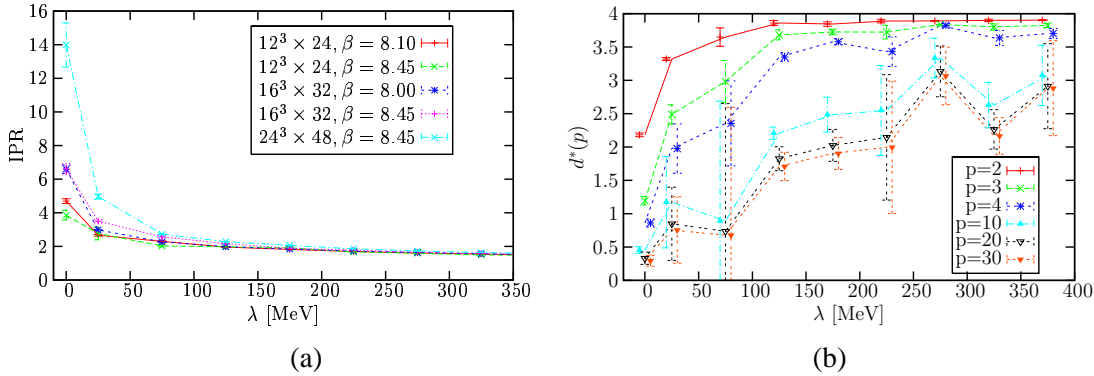 16
14
12
10
8
6
4
2
0
IPR
12³ × 24, β = 8.10
12³ × 24, β = 8.45
16³ × 32, β = 8.00
16³ × 32, β = 8.45
24³ × 48, β = 8.45
0 50 100 150 200 250 300 350
λ [MeV]
(a)
4
3.5
3
2.5
2
1.5
1
0.5
0
d*(p)
p=2
p=3
p=4
p=10
p=20
p=30
0 50 100 150 200 250 300 350 400
λ [MeV]
(b)